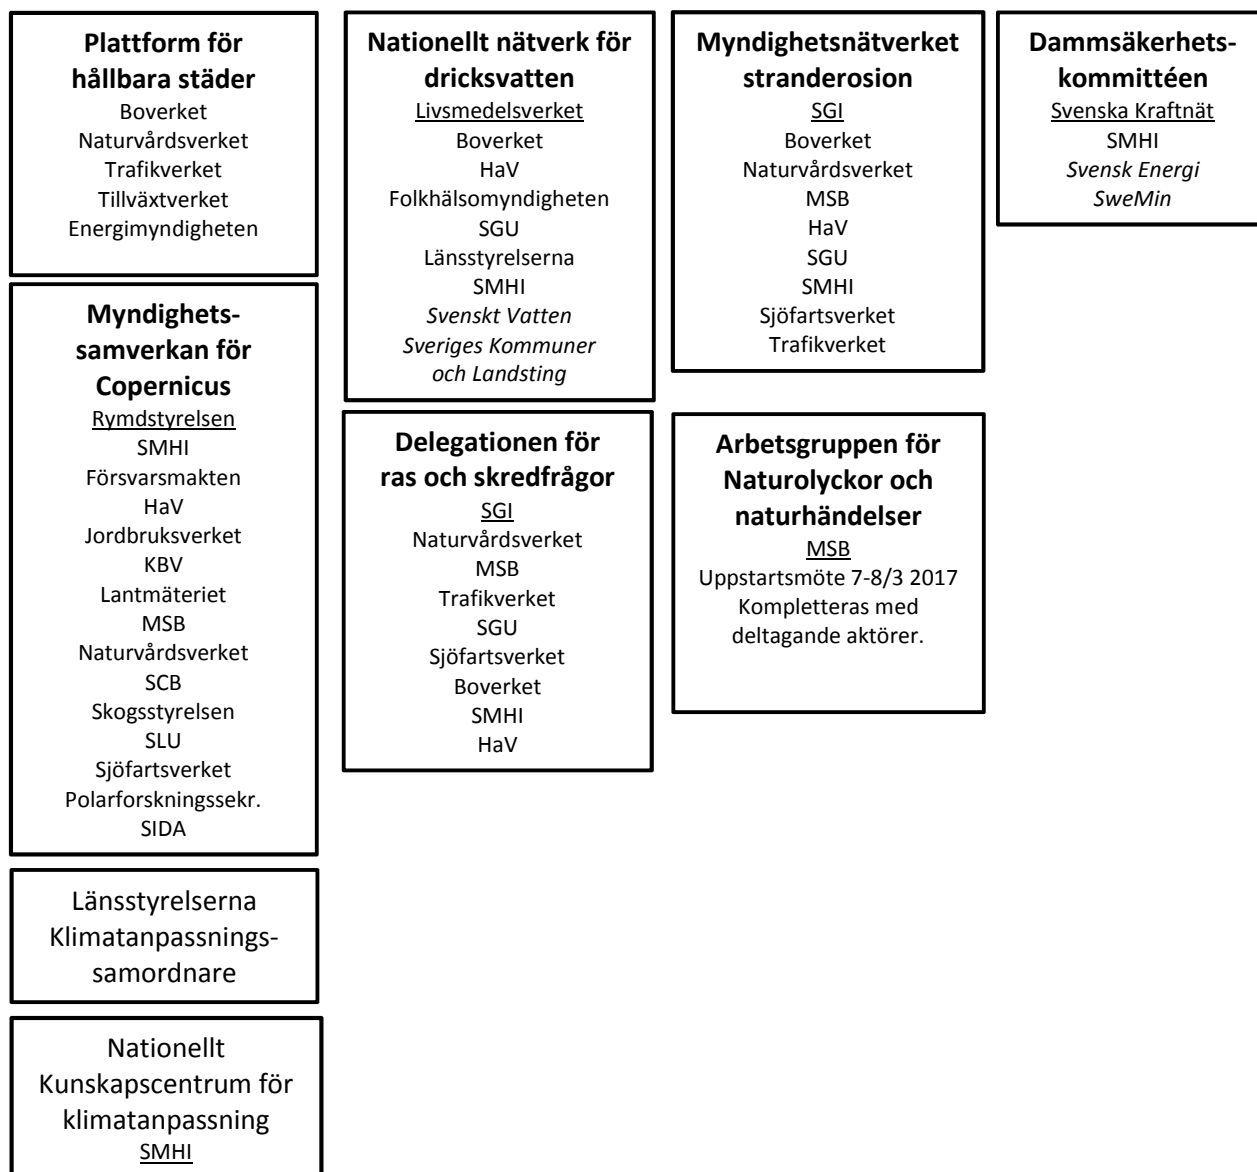 Plattform för
hållbara städer
Boverket
Naturvårdsverket
Trafikverket
Tillväxtverket
Energimyndigheten
Myndighets-
samverkan för
Copernicus
Rymdstyrelsen
SMHI
Försvarsmakten
HaV
Jordbruksverket
KBV
Lantmäteriet
MSB
Naturvårdsverket
SCB
Skogsstyrelsen
SLU
Sjöfartsverket
Polarforskningssekr.
SIDA
Länsstyrelserna
Klimatanpassnings-
samordnare
Nationellt
Kunskapscentrum för
klimatanpassning
SMHI
Nationellt nätverk för
dricksvatten
Livsmedelsverket
Boverket
HaV
Folkhälsomyndigheten
SGU
Länsstyrelserna
SMHI
Svenskt Vatten
Sveriges Kommuner
och Landsting
Delegationen för
ras och skredfrågor
SGI
Naturvårdsverket
MSB
Trafikverket
SGU
Sjöfartsverket
Boverket
SMHI
HaV
Myndighetsnätverket
stranderosion
SGI
Boverket
Naturvårdsverket
MSB
HaV
SGU
SMHI
Sjöfartsverket
Trafikverket
Arbetsgruppen för
Naturolyckor och
naturhändelser
MSB
Uppstartsmöte 7-8/3 2017
Kompletteras med
deltagande aktörer.
Dammsäkerhets-
kommittéen
Svenska Kraftnät
SMHI
Svensk Energi
SweMin